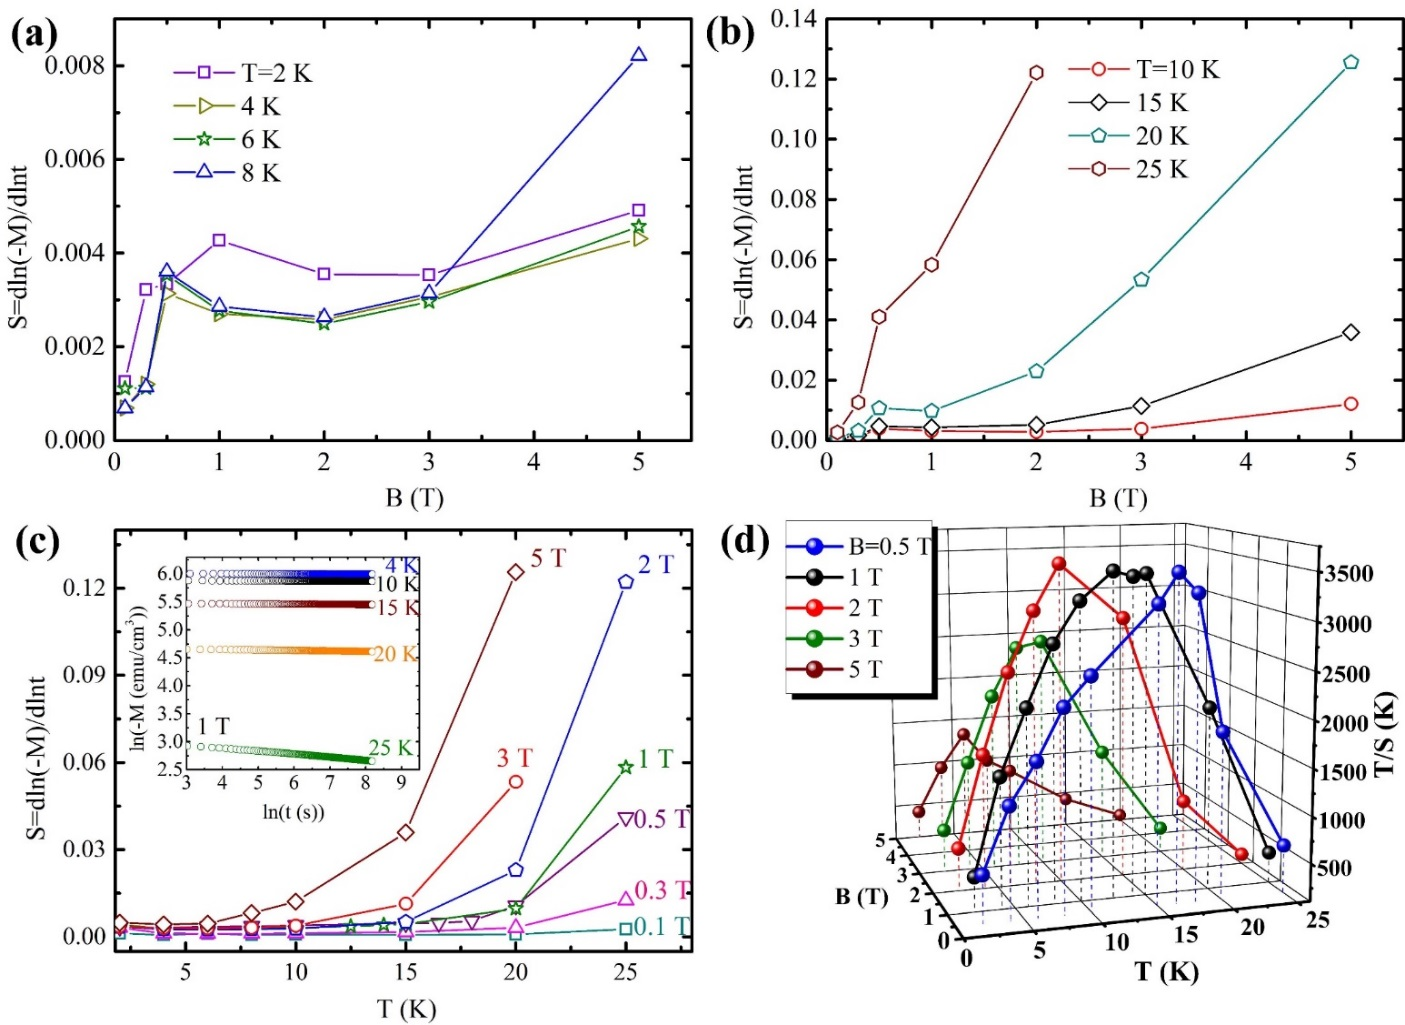 (a)
T=2 K
4 K
6 K
8 K
0.008
0.006
0.004
0.002
0.000
S=dln(-M)/dlnt
0 1 2 3 4 5
B (T)
(b)
T=10 K
15 K
20 K
25 K
0.14
0.12
0.10
0.08
0.06
0.04
0.02
0.00
S=dln(-M)/dlnt
0 1 2 3 4 5
B (T)
(c)
5 T
2 T
3 T
1 T
0.5 T
0.3 T
0.1 T
0.12
0.09
0.06
0.03
0.00
S=dln(-M)/dlnt
5 10 15 20 25
T (K)
4 K
10 K
15 K
20 K
25 K
1 T
6.0
5.5
5.0
4.5
4.0
3.5
3.0
2.5
ln(-M (emu/cm³))
3 4 5 6 7 8 9
ln(t (s))
(d)
B=0.5 T
1 T
2 T
3 T
5 T
3500
3000
2500
2000
1500
1000
500
T/S (K)
5
4
3
2
1
0
B (T)
0 5 10 15 20 25
T (K)